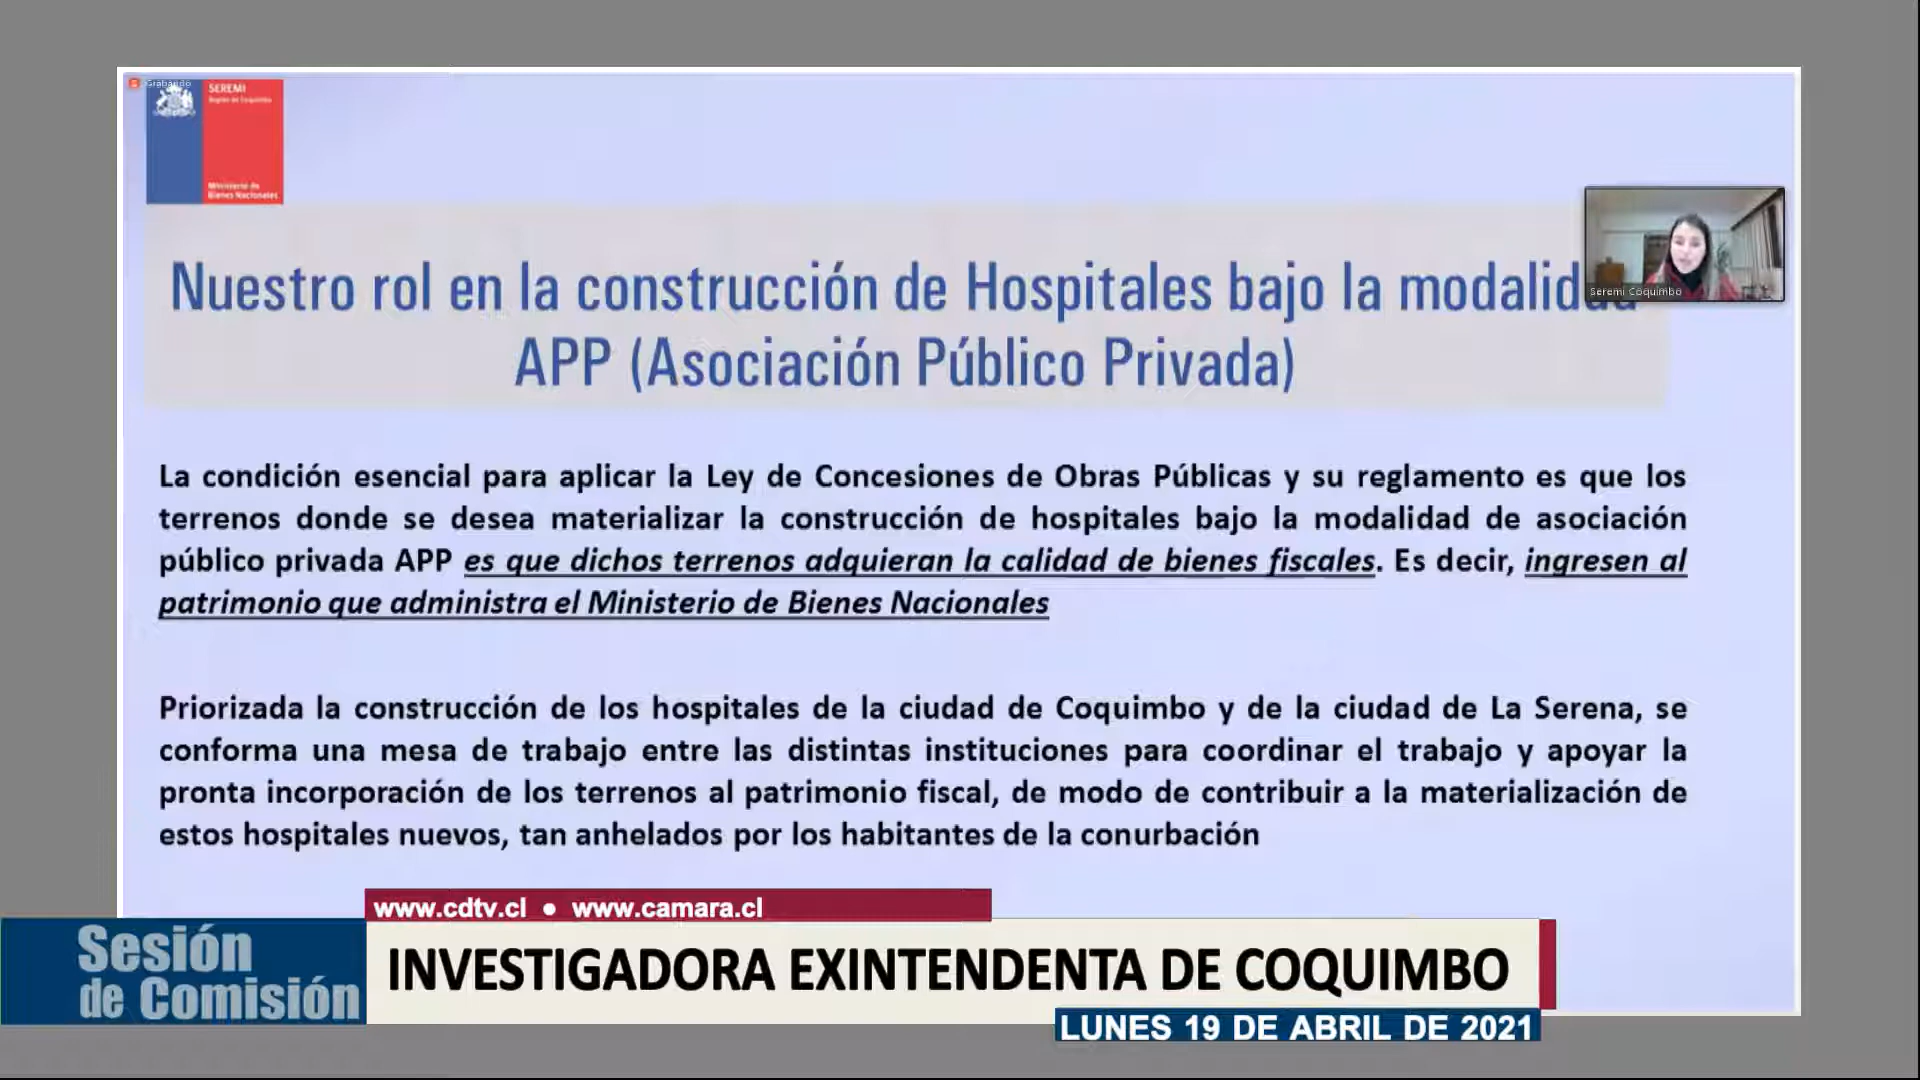 Grabando
SEREMI
Región de Coquimbo
Ministerio de
Bienes Nacionales
Nuestro rol en la construcción de Hospitales bajo la modalidad
APP (Asociación Público Privada)
Seremi Coquimbo
La condición esencial para aplicar la Ley de Concesiones de Obras Públicas y su reglamento es que los
terrenos donde se desea materializar la construcción de hospitales bajo la modalidad de asociación
público privada APP es que dichos terrenos adquieran la calidad de bienes fiscales. Es decir, ingresen al
patrimonio que administra el Ministerio de Bienes Nacionales
Priorizada la construcción de los hospitales de la ciudad de Coquimbo y de la ciudad de La Serena, se
conforma una mesa de trabajo entre las distintas instituciones para coordinar el trabajo y apoyar la
pronta incorporación de los terrenos al patrimonio fiscal, de modo de contribuir a la materialización de
estos hospitales nuevos, tan anhelados por los habitantes de la conurbación
www.cdtv.cl ● www.camara.cl
Sesión
de Comisión
INVESTIGADORA EXINTENDENTA DE COQUIMBO
LUNES 19 DE ABRIL DE 2021